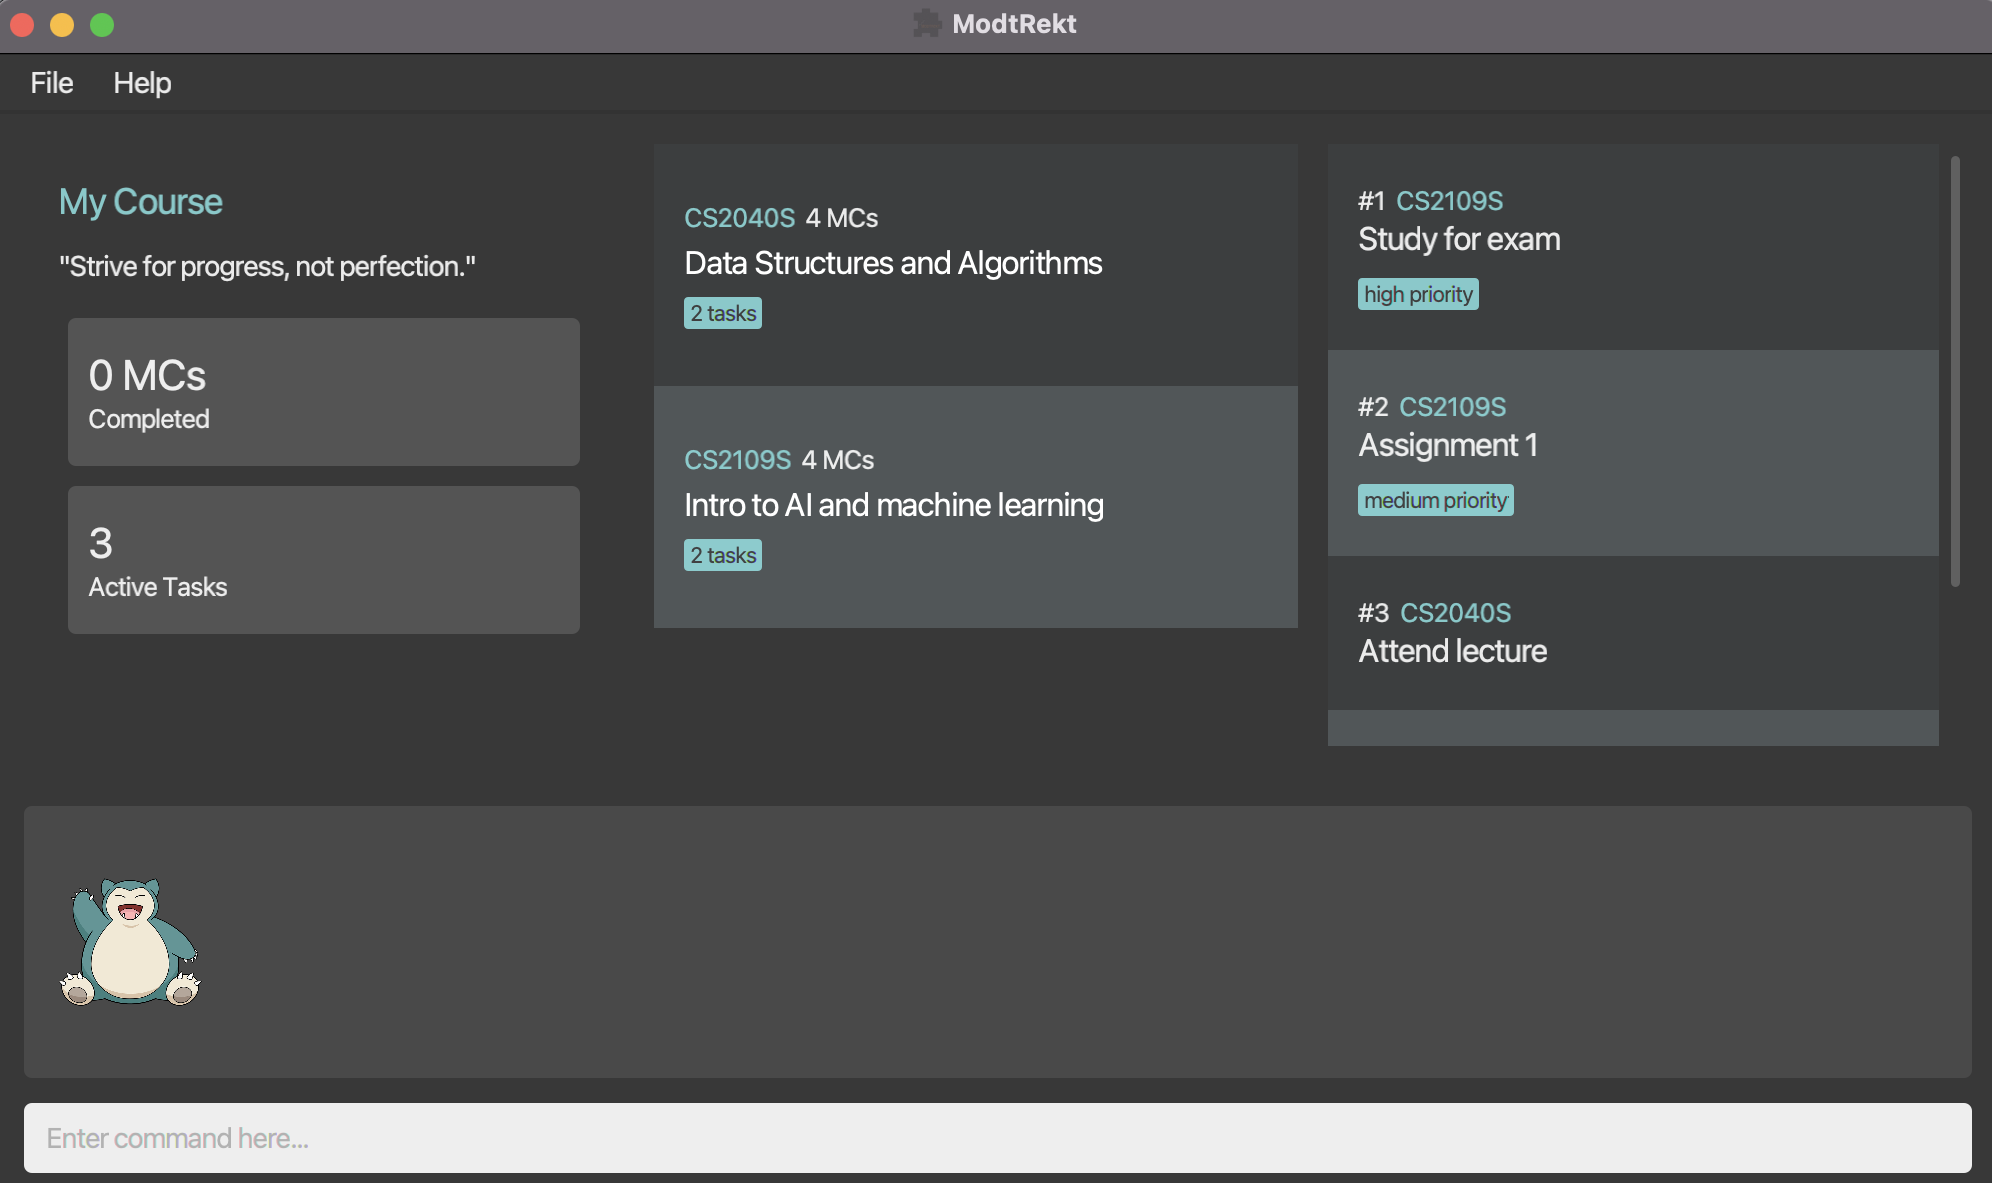 ModtRekt
File Help
My Course
"Strive for progress, not perfection."
0 MCs
Completed
3
Active Tasks
CS2040S 4 MCs
Data Structures and Algorithms
2 tasks
CS2109S 4 MCs
Intro to AI and machine learning
2 tasks
#1 CS2109S
Study for exam
high priority
#2 CS2109S
Assignment 1
medium priority
#3 CS2040S
Attend lecture
Enter command here...